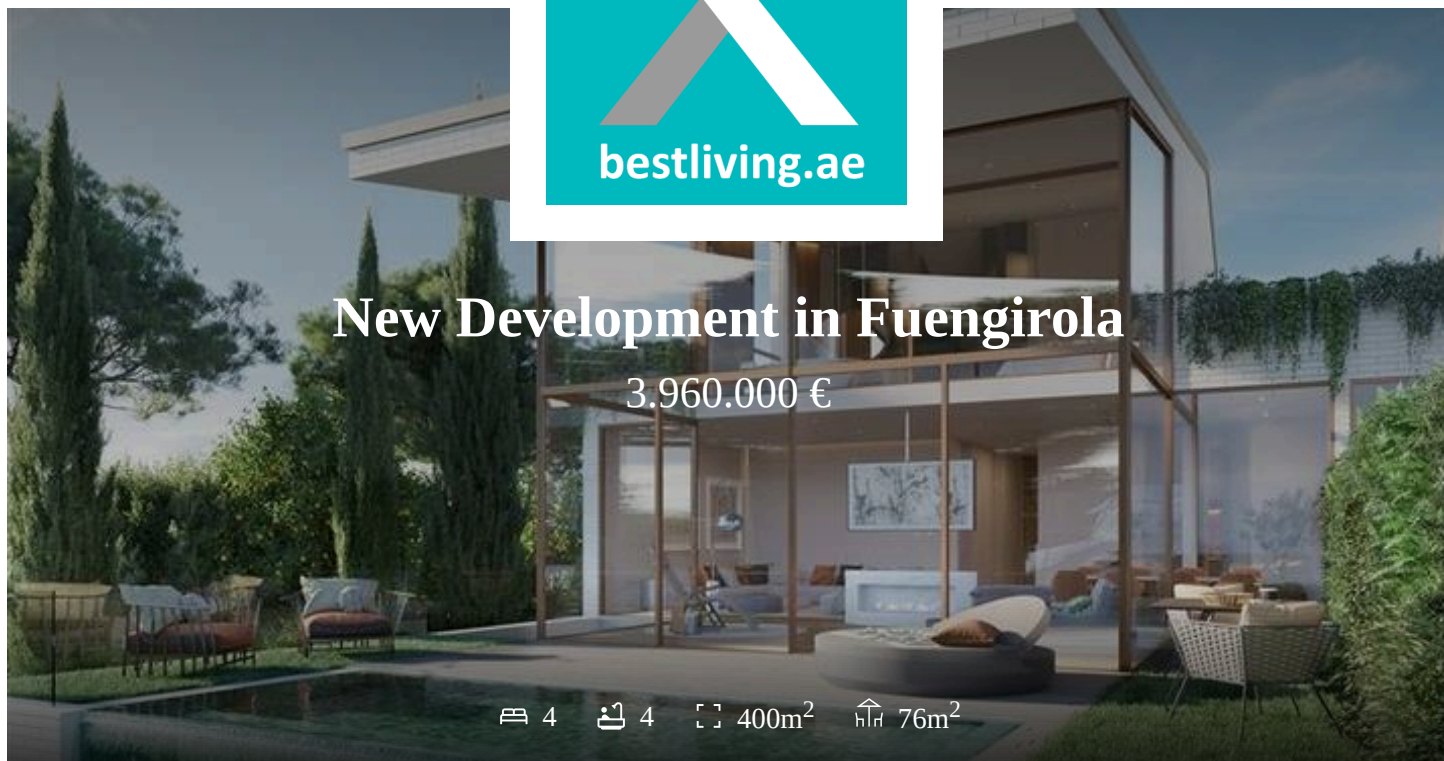 bestliving.ae
New Development in Fuengirola
3.960.000 €
4 4 400m² 76m²